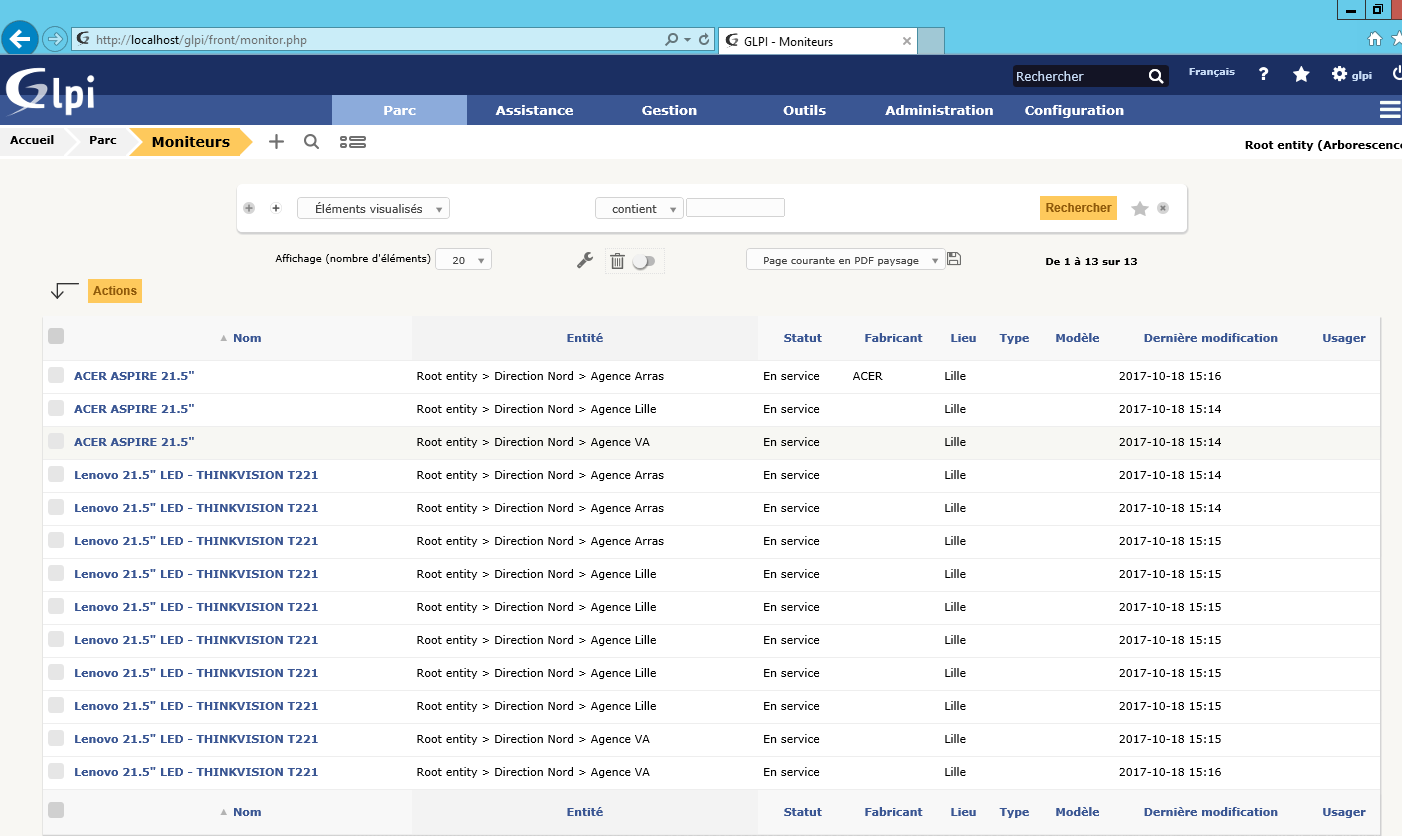 http://localhost/glpi/front/monitor.php
GLPI - Moniteurs
Glpi
Rechercher
Français
?
glpi
Parc Assistance Gestion Outils Administration Configuration
Accueil Parc Moniteurs
Root entity (Arborescence
Éléments visualisés contient Rechercher
Affichage (nombre d'éléments) 20 Page courante en PDF paysage De 1 à 13 sur 13
Actions
Nom Entité Statut Fabricant Lieu Type Modèle Dernière modification Usager
ACER ASPIRE 21.5" Root entity > Direction Nord > Agence Arras En service ACER Lille 2017-10-18 15:16
ACER ASPIRE 21.5" Root entity > Direction Nord > Agence Lille En service Lille 2017-10-18 15:14
ACER ASPIRE 21.5" Root entity > Direction Nord > Agence VA En service Lille 2017-10-18 15:14
Lenovo 21.5" LED - THINKVISION T221 Root entity > Direction Nord > Agence Arras En service Lille 2017-10-18 15:14
Lenovo 21.5" LED - THINKVISION T221 Root entity > Direction Nord > Agence Arras En service Lille 2017-10-18 15:14
Lenovo 21.5" LED - THINKVISION T221 Root entity > Direction Nord > Agence Arras En service Lille 2017-10-18 15:15
Lenovo 21.5" LED - THINKVISION T221 Root entity > Direction Nord > Agence Lille En service Lille 2017-10-18 15:15
Lenovo 21.5" LED - THINKVISION T221 Root entity > Direction Nord > Agence Lille En service Lille 2017-10-18 15:15
Lenovo 21.5" LED - THINKVISION T221 Root entity > Direction Nord > Agence Lille En service Lille 2017-10-18 15:15
Lenovo 21.5" LED - THINKVISION T221 Root entity > Direction Nord > Agence Lille En service Lille 2017-10-18 15:15
Lenovo 21.5" LED - THINKVISION T221 Root entity > Direction Nord > Agence Lille En service Lille 2017-10-18 15:15
Lenovo 21.5" LED - THINKVISION T221 Root entity > Direction Nord > Agence VA En service Lille 2017-10-18 15:15
Lenovo 21.5" LED - THINKVISION T221 Root entity > Direction Nord > Agence VA En service Lille 2017-10-18 15:16
Nom Entité Statut Fabricant Lieu Type Modèle Dernière modification Usager